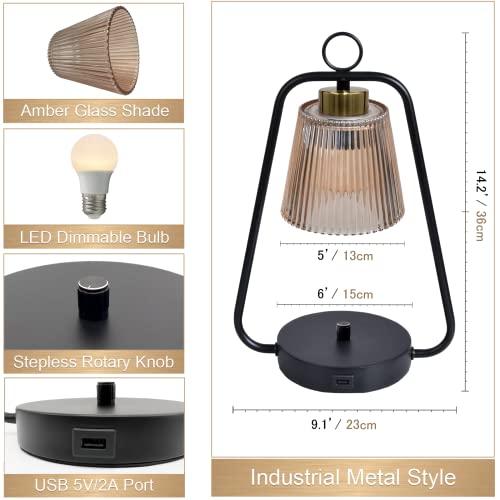 Amber Glass Shade
LED Dimmable Bulb
Stepless Rotary Knob
USB 5V/2A Port
14.2' / 36cm
5' / 13cm
6' / 15cm
9.1' / 23cm
Industrial Metal Style